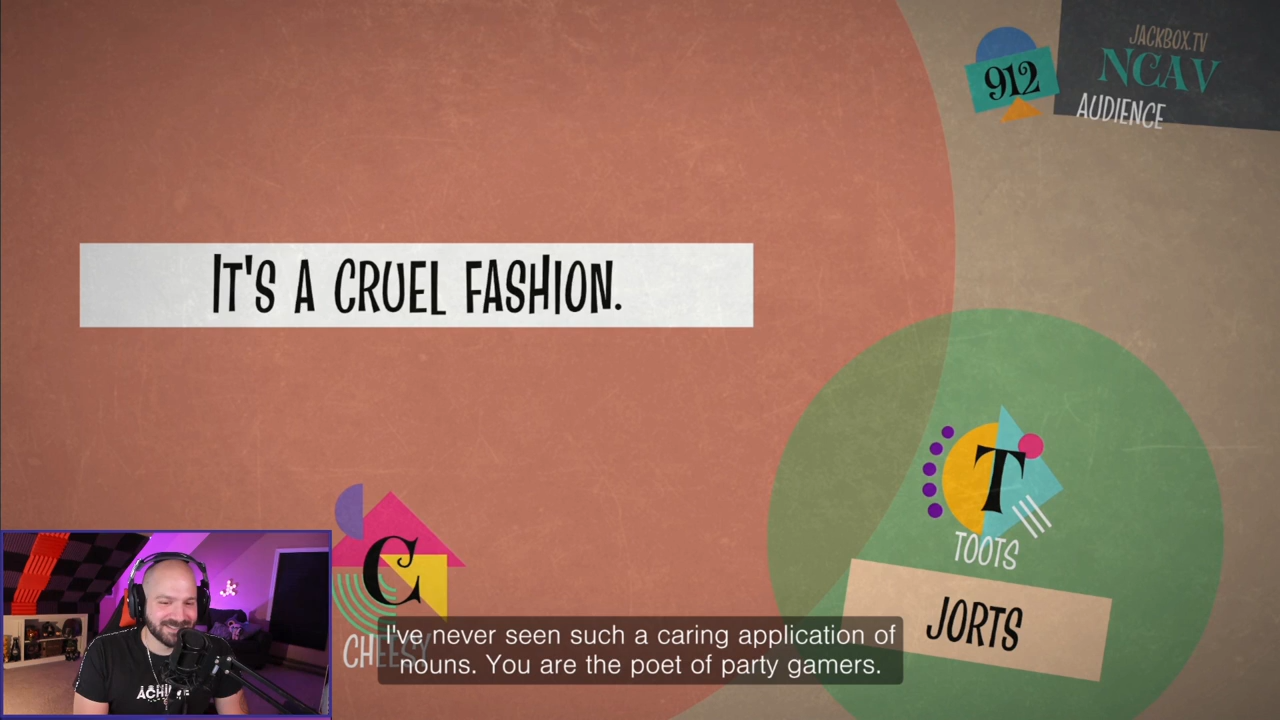 JACKBOX.TV
912
NCAV
AUDIENCE
IT'S A CRUEL FASHION.
T
TOOTS
JORTS
C
CHEESY
I've never seen such a caring application of
nouns. You are the poet of party gamers.